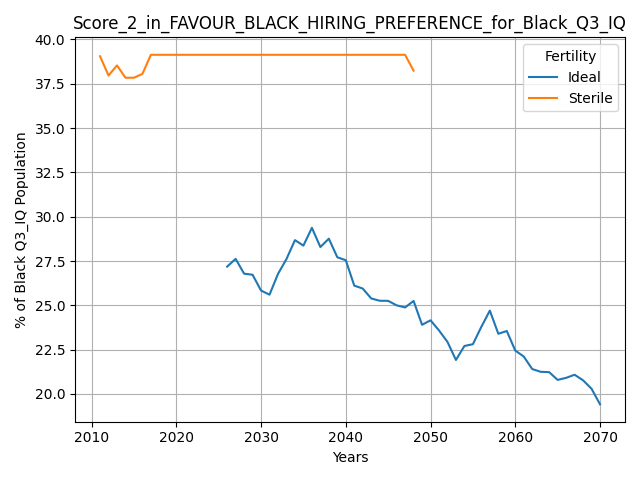 Score_2_in_FAVOUR_BLACK_HIRING_PREFERENCE_for_Black_Q3_IQ
40.0
37.5
35.0
32.5
30.0
27.5
25.0
22.5
20.0
% of Black Q3_IQ Population
Fertility
Ideal
Sterile
2010 2020 2030 2040 2050 2060 2070
Years